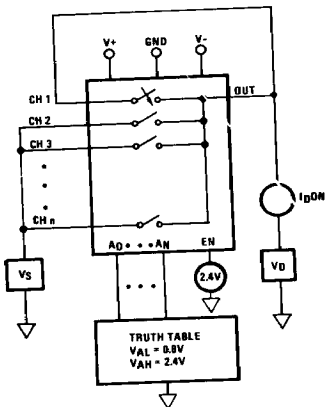 V+ GND V-
CH 1
OUT
CH 2
CH 3
CH n
A0 • • • AN EN
IDON
VS
2.4V
VD
TRUTH TABLE
VAL = 0.8V
VAH = 2.4V